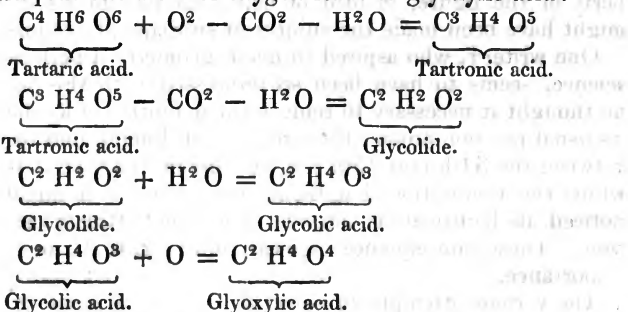 C⁴ H⁶ O⁶ + O² − CO² − H²O = C³ H⁴ O⁵
Tartaric acid. Tartronic acid.
C³ H⁴ O⁵ − CO² − H²O = C² H² O²
Tartronic acid. Glycolide.
C² H² O² + H²O = C² H⁴ O³
Glycolide. Glycolic acid.
C² H⁴ O³ + O = C² H⁴ O⁴
Glycolic acid. Glyoxylic acid.